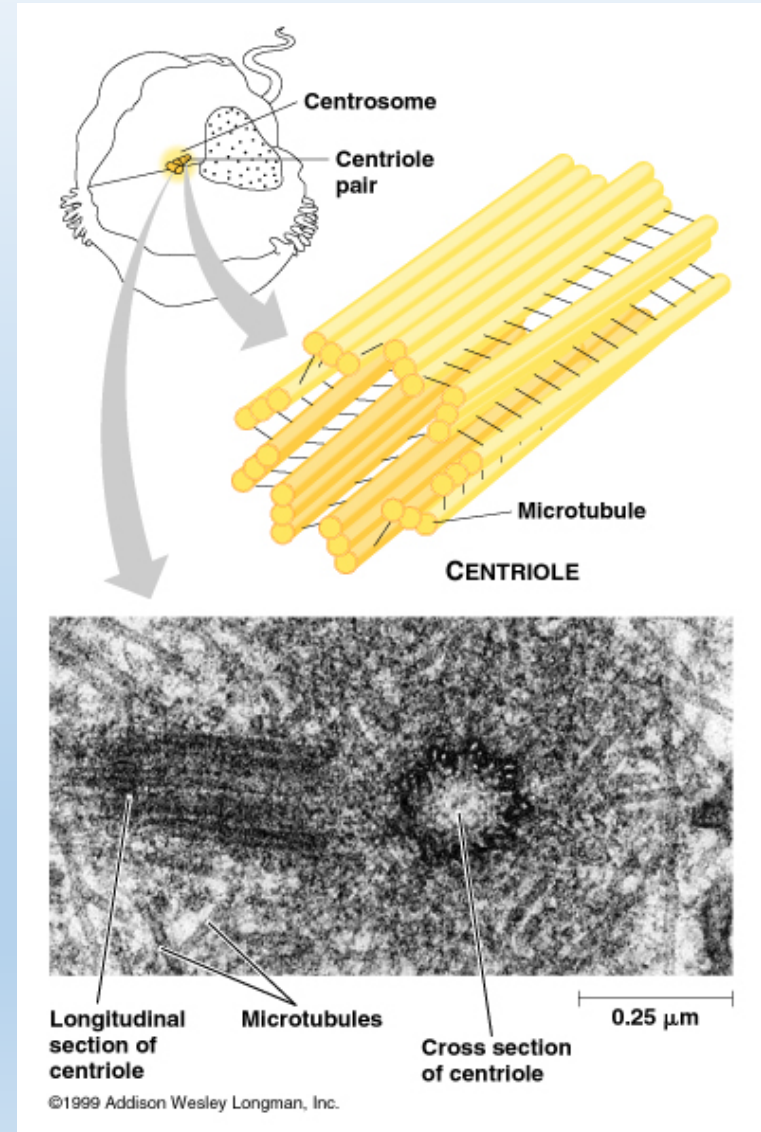 Centrosome
Centriole
pair
Microtubule
CENTRIOLE
Longitudinal
section of
centriole
Microtubules
Cross section
of centriole
0.25 µm
©1999 Addison Wesley Longman, Inc.